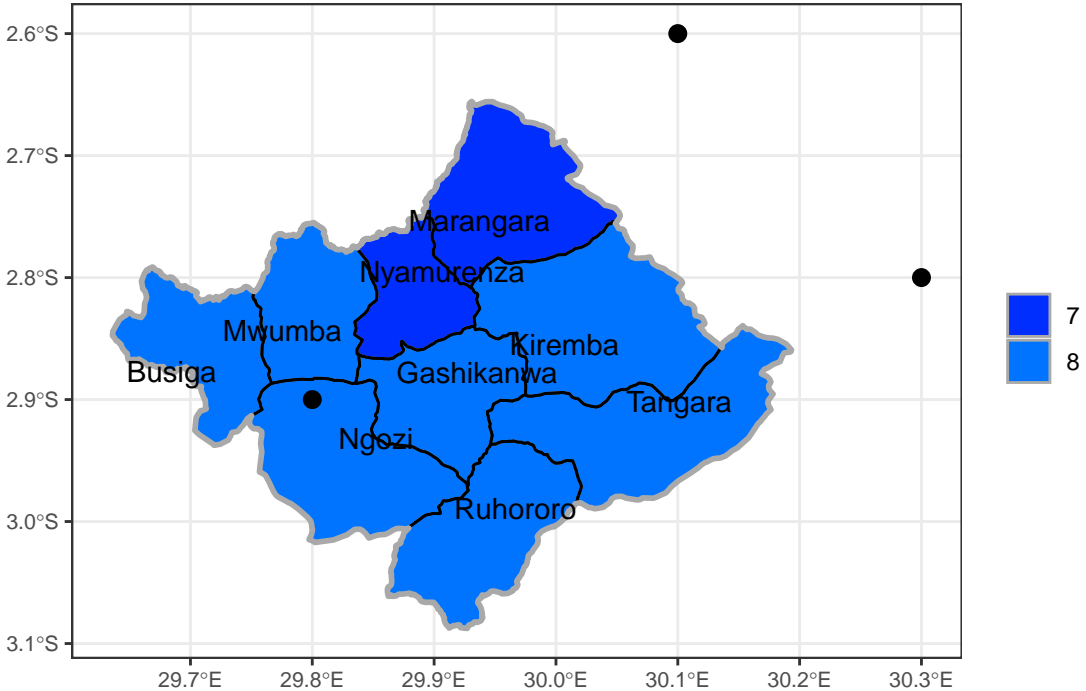 2.6°S
2.7°S
2.8°S
2.9°S
3.0°S
3.1°S
Marangara
Nyamurenza
Mwumba
Kiremba
Busiga
Gashikanwa
Tangara
Ngozi
Ruhororo
7
8
29.7°E
29.8°E
29.9°E
30.0°E
30.1°E
30.2°E
30.3°E